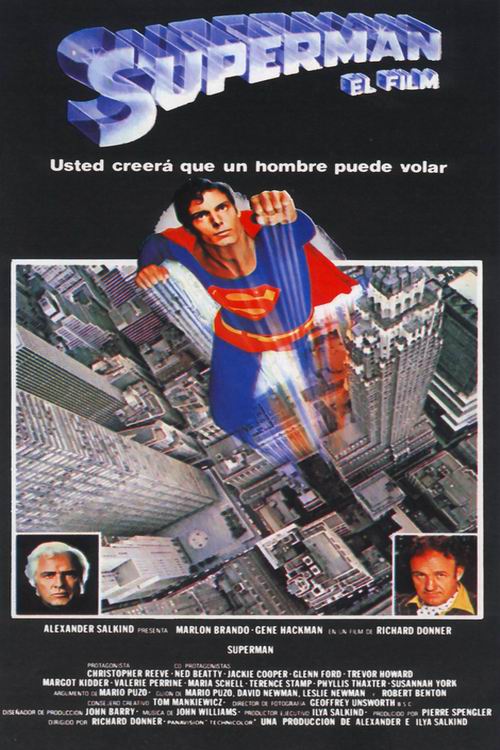 SUPERMAN
EL FILM
Usted creerá que un hombre puede volar
ALEXANDER SALKIND PRESENTA MARLON BRANDO · GENE HACKMAN EN UN FILM DE RICHARD DONNER
SUPERMAN
PROTAGONISTA CO PROTAGONISTAS
CHRISTOPHER REEVE · NED BEATTY · JACKIE COOPER · GLENN FORD · TREVOR HOWARD
MARGOT KIDDER · VALERIE PERRINE · MARIA SCHELL · TERENCE STAMP · PHYLLIS THAXTER · SUSANNAH YORK
ARGUMENTO DE MARIO PUZO. GUION DE MARIO PUZO, DAVID NEWMAN, LESLIE NEWMAN Y ROBERT BENTON
CONSEJERO CREATIVO TOM MANKIEWICZ · DIRECTOR DE FOTOGRAFIA GEOFFREY UNSWORTH B S C
DISEÑADOR DE PRODUCCION JOHN BARRY · MUSICA DE JOHN WILLIAMS · PRODUCTOR EJECUTIVO ILYA SALKIND · PRODUCIDO POR PIERRE SPENGLER
DIRIGIDO POR RICHARD DONNER · PANAVISION · TECHNICOLOR · UNA PRODUCCION DE ALEXANDER E ILYA SALKIND